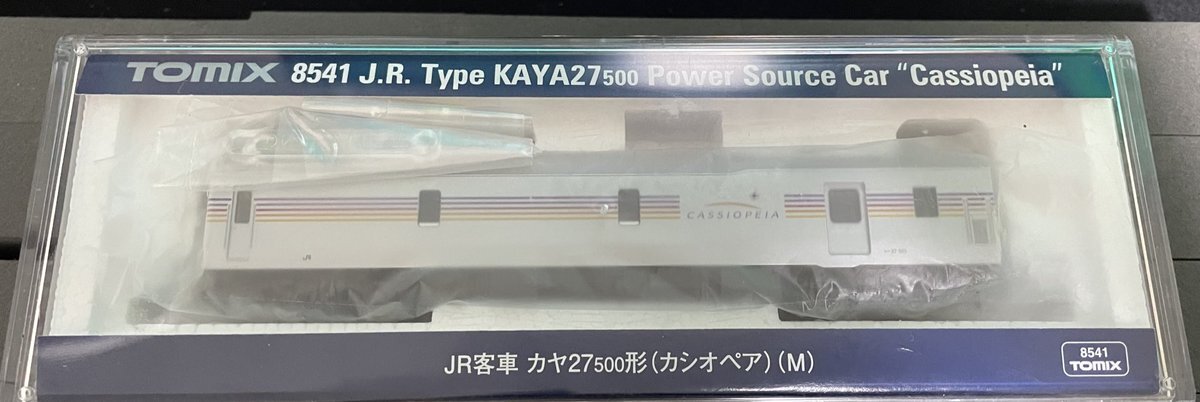 TOMIX 8541 J.R. Type KAYA27500 Power Source Car "Cassiopeia"
CASSIOPEIA
JR
JR客車 カヤ27500形(カシオペア)(M)
8541
TOMIX